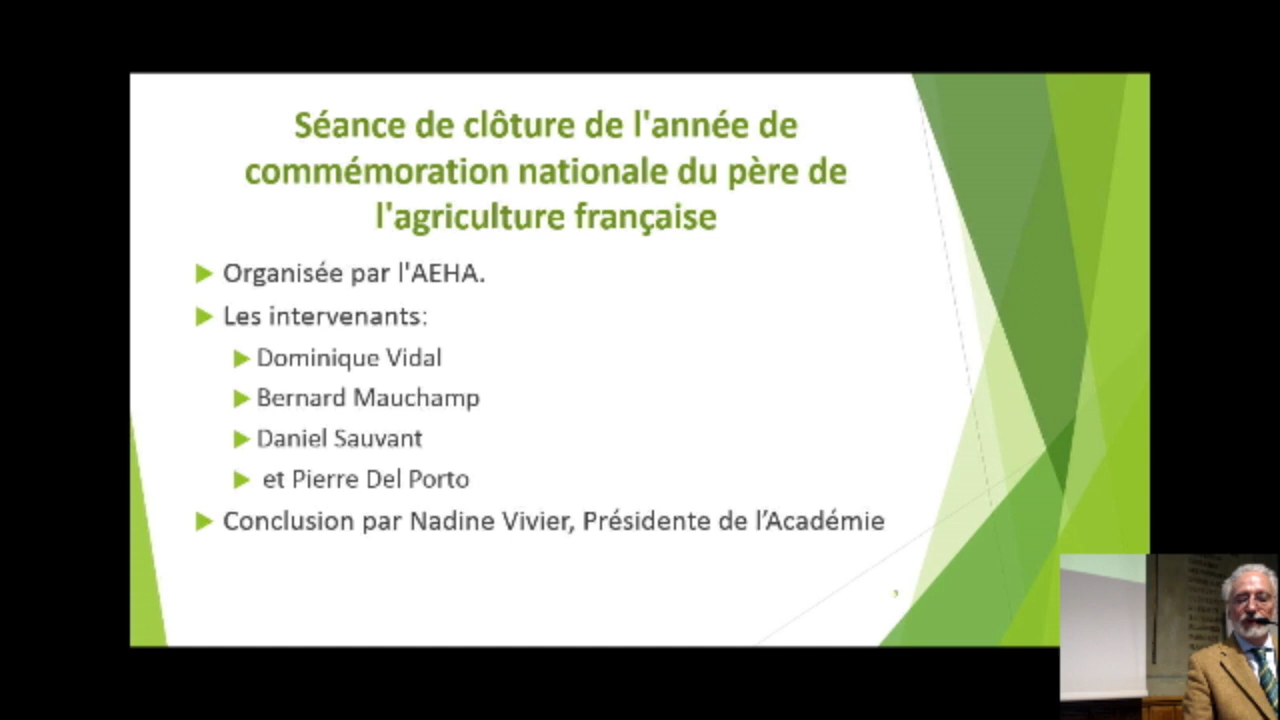 Séance de clôture de l'année de
commémoration nationale du père de
l'agriculture française
Organisée par l'AEHA.
Les intervenants:
Dominique Vidal
Bernard Mauchamp
Daniel Sauvant
et Pierre Del Porto
Conclusion par Nadine Vivier, Présidente de l’Académie